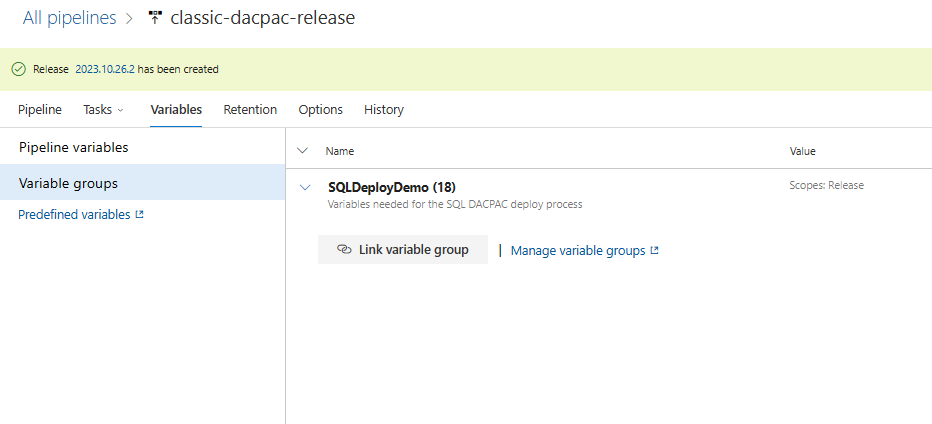 All pipelines > classic-dacpac-release
Release 2023.10.26.2 has been created
Pipeline Tasks Variables Retention Options History
Pipeline variables
Variable groups
Predefined variables
Name Value
SQLDeployDemo (18) Scopes: Release
Variables needed for the SQL DACPAC deploy process
Link variable group | Manage variable groups